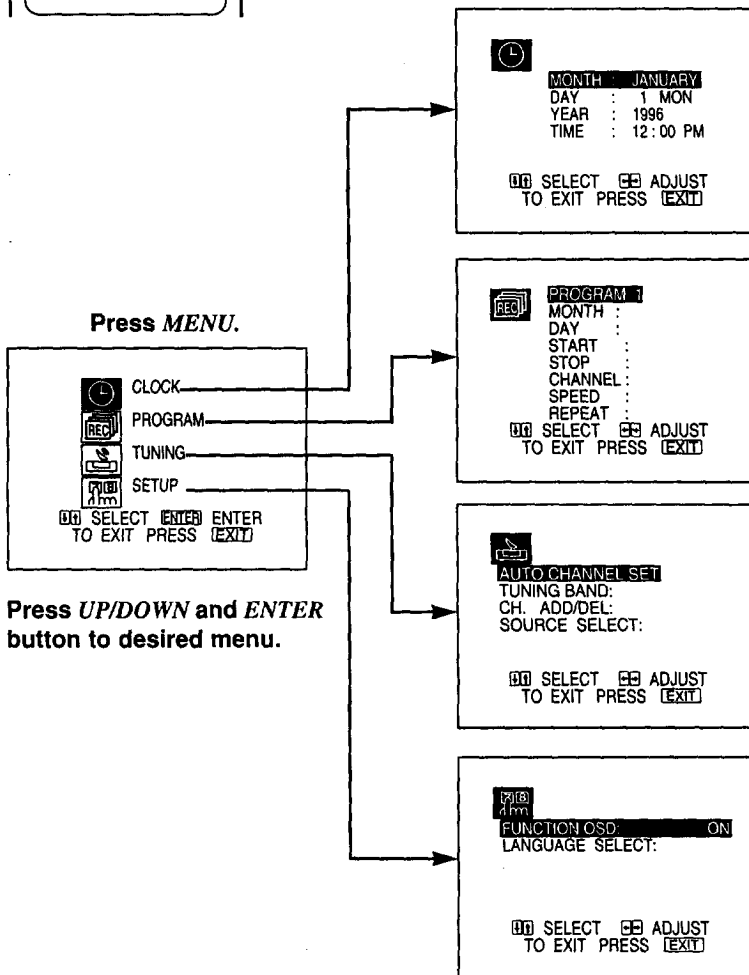 Press MENU.
CLOCK
REC PROGRAM
TUNING
SETUP
SELECT ENTER ENTER
TO EXIT PRESS EXIT
Press UP/DOWN and ENTER
button to desired menu.
MONTH : JANUARY
DAY : 1 MON
YEAR : 1996
TIME : 12:00 PM
SELECT ADJUST
TO EXIT PRESS EXIT
REC
PROGRAM 1
MONTH :
DAY :
START :
STOP :
CHANNEL :
SPEED :
REPEAT :
SELECT ADJUST
TO EXIT PRESS EXIT
AUTO CHANNEL SET
TUNING BAND:
CH. ADD/DEL:
SOURCE SELECT:
SELECT ADJUST
TO EXIT PRESS EXIT
FUNCTION OSD: ON
LANGUAGE SELECT:
SELECT ADJUST
TO EXIT PRESS EXIT